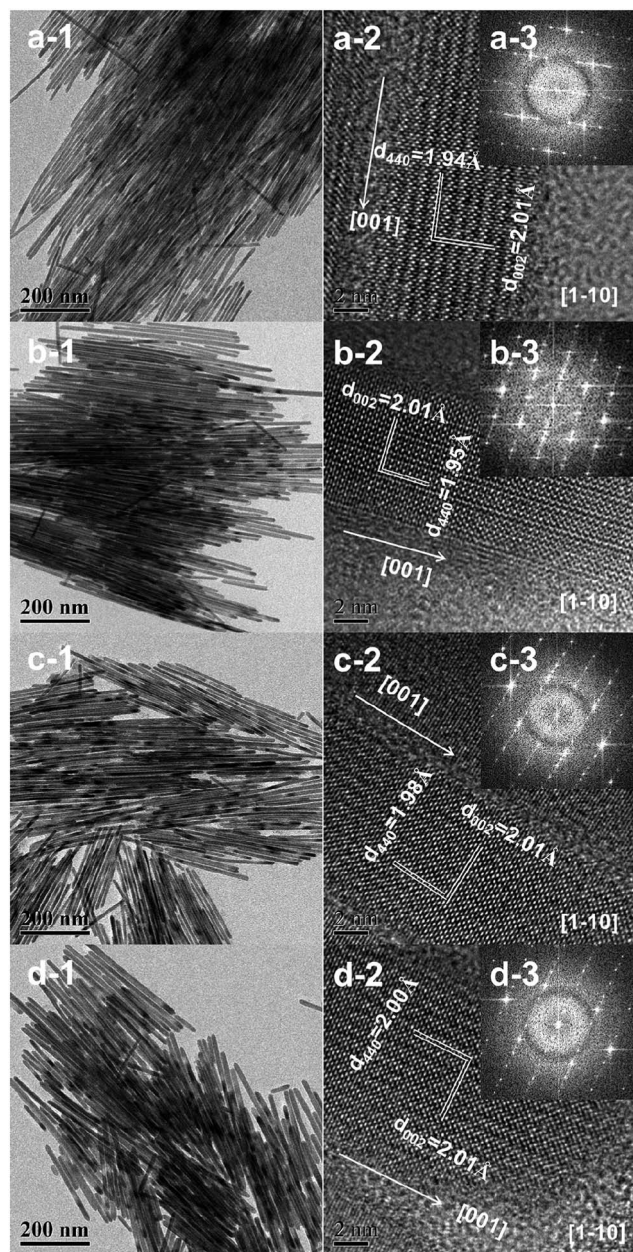 a-1
200 nm
a-2
a-3
d440=1.94Å
[001]
d002=2.01Å
2 nm
[1-10]
b-1
200 nm
b-2
b-3
d002=2.01Å
d440=1.95Å
[001]
2 nm
[1-10]
c-1
200 nm
c-2
c-3
[001]
d440=1.98Å
d002=2.01Å
2 nm
[1-10]
d-1
200 nm
d-2
d-3
d440=2.00Å
d002=2.01Å
[001]
2 nm
[1-10]